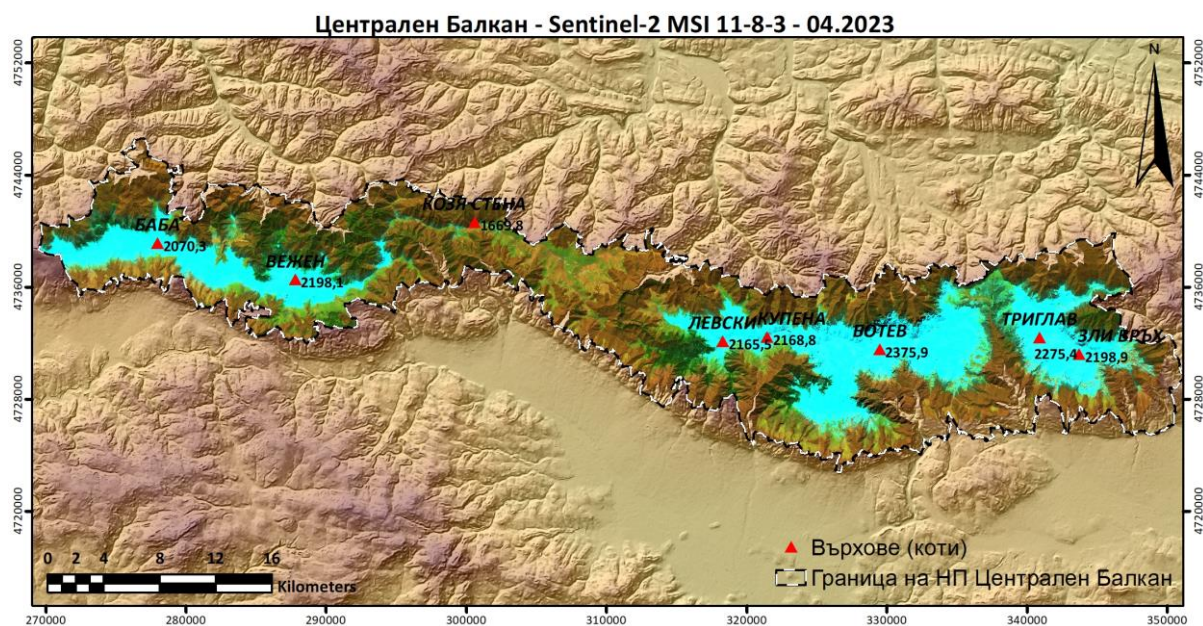 Централен Балкан - Sentinel-2 MSI 11-8-3 - 04.2023
N
4752000
4752000
4744000
4744000
КОЗЯ СТЕНА
1669,8
БАБА
2070,3
ВЕЖЕН
2198,1
4736000
4736000
ЛЕВСКИ
2165,5
КУПЕНА
2168,8
БОТЕВ
2375,9
ТРИГЛАВ
2275,4
ЗЛИ ВРЪХ
2198,9
4728000
4728000
4720000
4720000
Върхове (коти)
Граница на НП Централен Балкан
0 2 4 8 12 16
Kilometers
270000 280000 290000 300000 310000 320000 330000 340000 350000